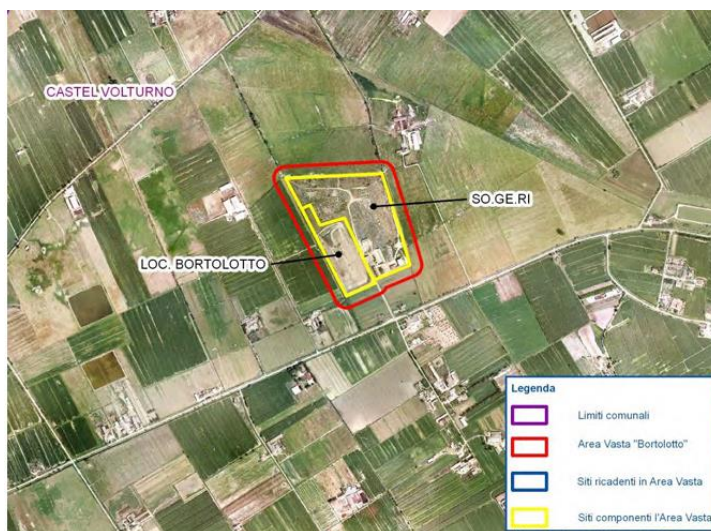 CASTEL VOLTURNO
SO.GE.RI
LOC. BORTOLOTTO
Legenda
Limiti comunali
Area Vasta "Bortolotto"
Siti ricadenti in Area Vasta
Siti componenti l'Area Vasta